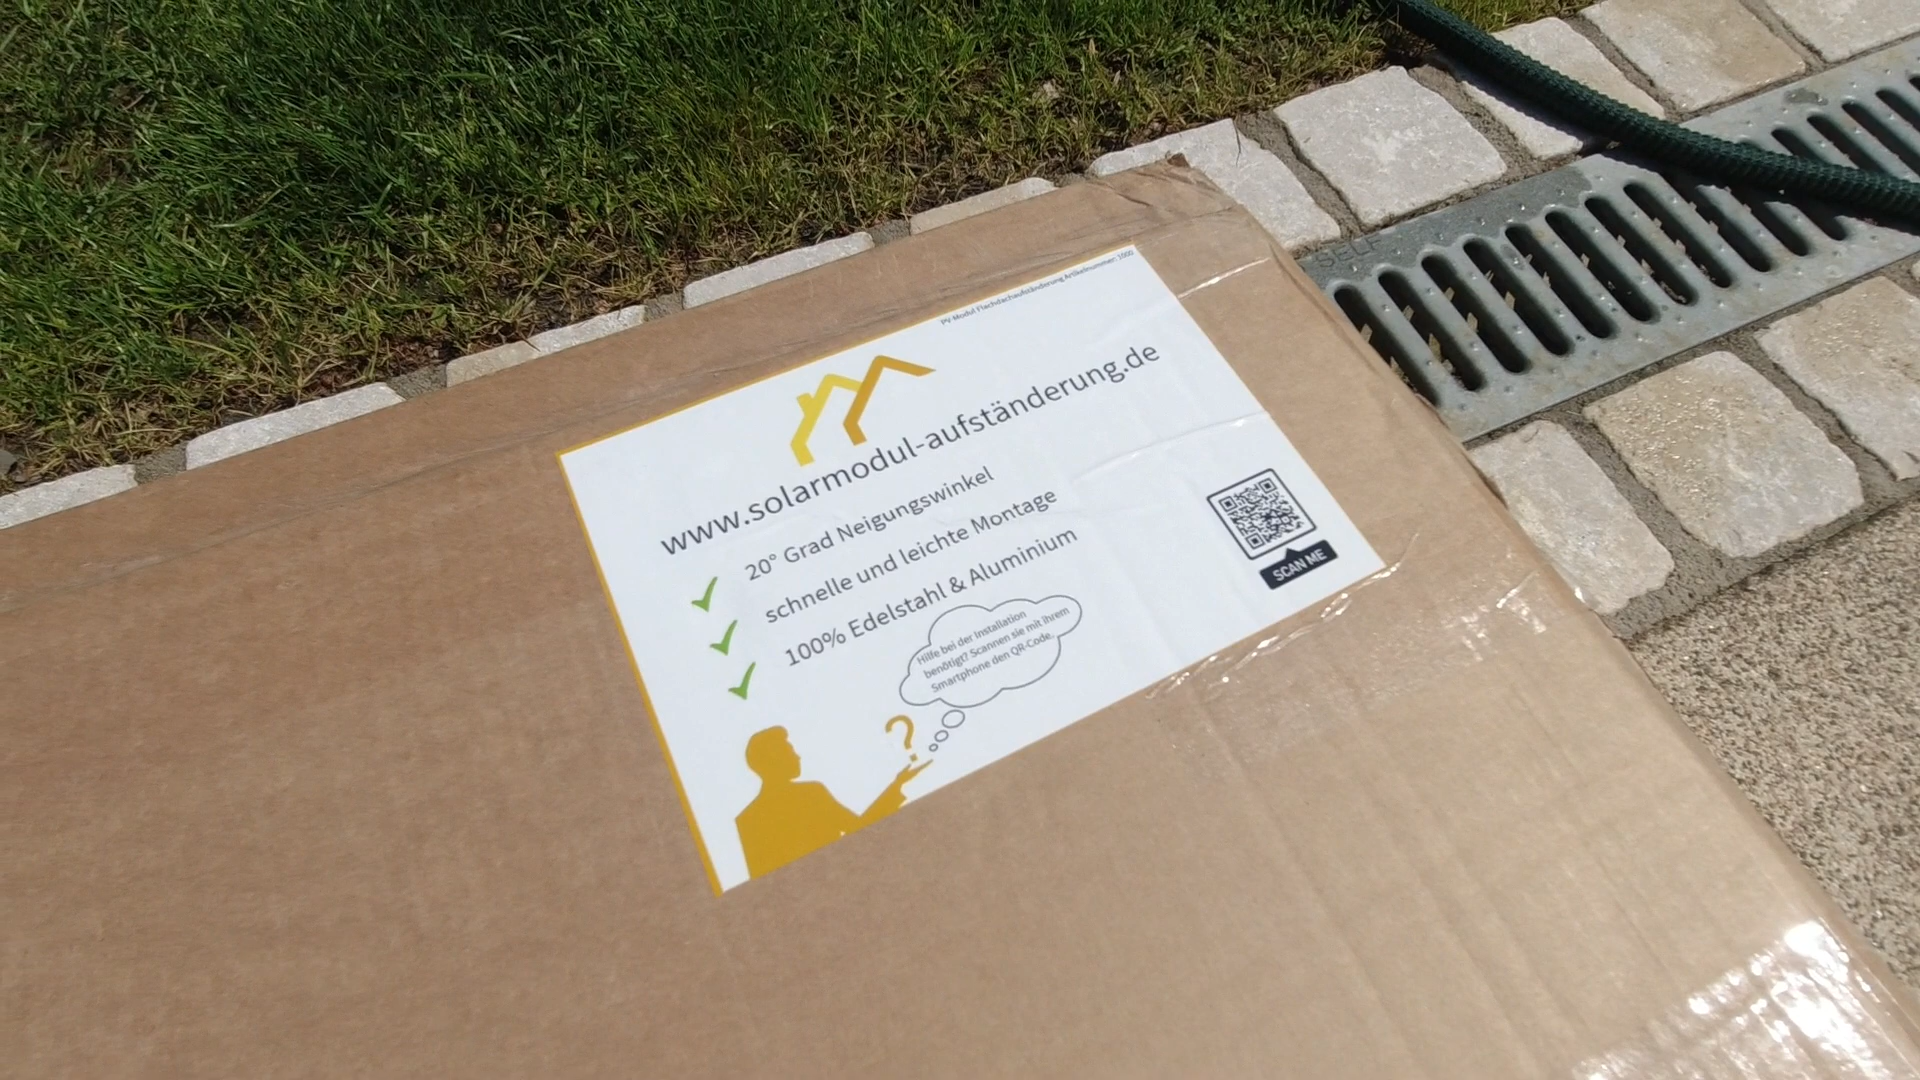 PV-Modul Flachdachaufständerung Artikelnummer: 1000
www.solarmodul-aufständerung.de
20° Grad Neigungswinkel
schnelle und leichte Montage
100% Edelstahl & Aluminium
Hilfe bei der Installation
benötigt? Scannen sie mit ihrem
Smartphone den QR-Code.
?
SCAN ME
SELF